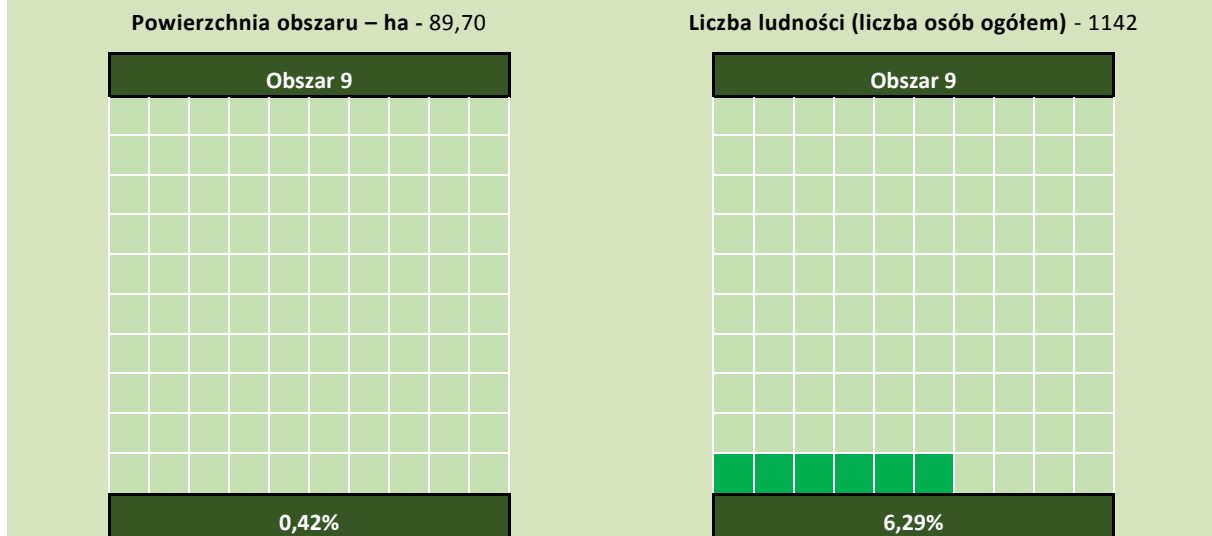 Powierzchnia obszaru – ha - 89,70
Obszar 9
0,42%
Liczba ludności (liczba osób ogółem) - 1142
Obszar 9
6,29%